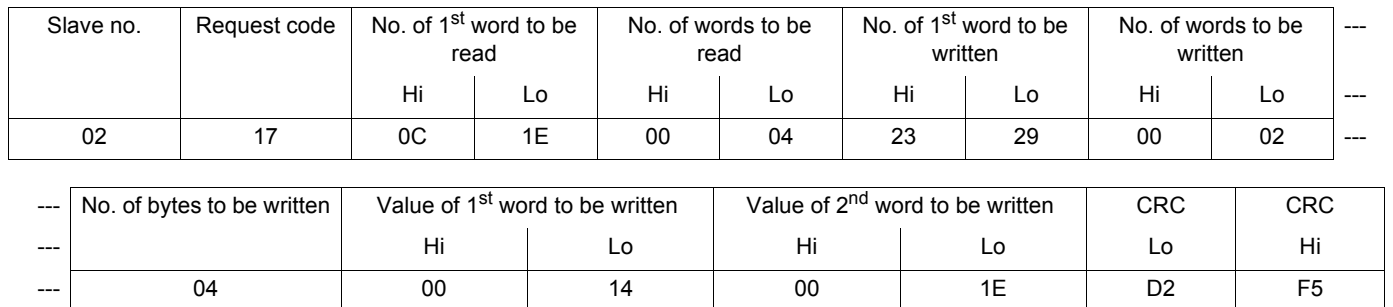 Slave no. Request code No. of 1st word to be read No. of words to be read No. of 1st word to be written No. of words to be written ---
Hi Lo Hi Lo Hi Lo Hi Lo ---
02 17 0C 1E 00 04 23 29 00 02 ---
--- No. of bytes to be written Value of 1st word to be written Value of 2nd word to be written CRC CRC
--- Hi Lo Hi Lo Lo Hi
--- 04 00 14 00 1E D2 F5